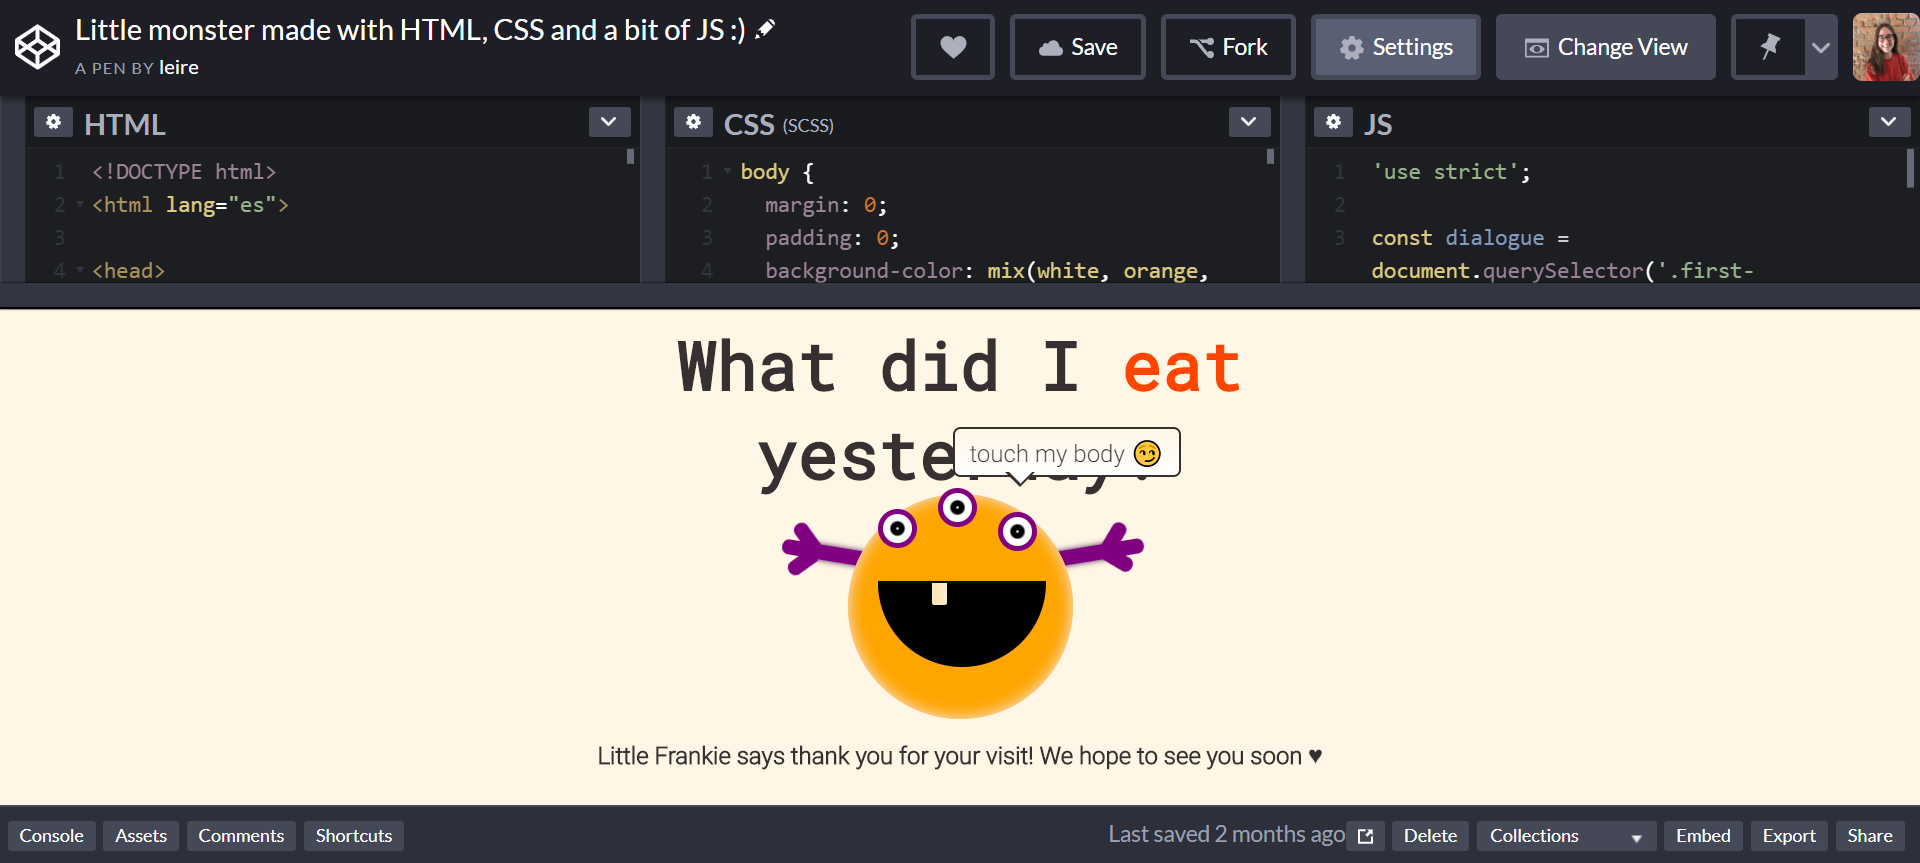 Little monster made with HTML, CSS and a bit of JS :)
A PEN BY leire
Save
Fork
Settings
Change View
HTML
1 <!DOCTYPE html>
2 <html lang="es">
3
4 <head>
CSS (SCSS)
1 body {
2 margin: 0;
3 padding: 0;
4 background-color: mix(white, orange,
JS
1 'use strict';
2
3 const dialogue =
document.querySelector('.first-
What did I eat
touch my body 😏
Little Frankie says thank you for your visit! We hope to see you soon ♥
Console
Assets
Comments
Shortcuts
Last saved 2 months ago
Delete
Collections
Embed
Export
Share